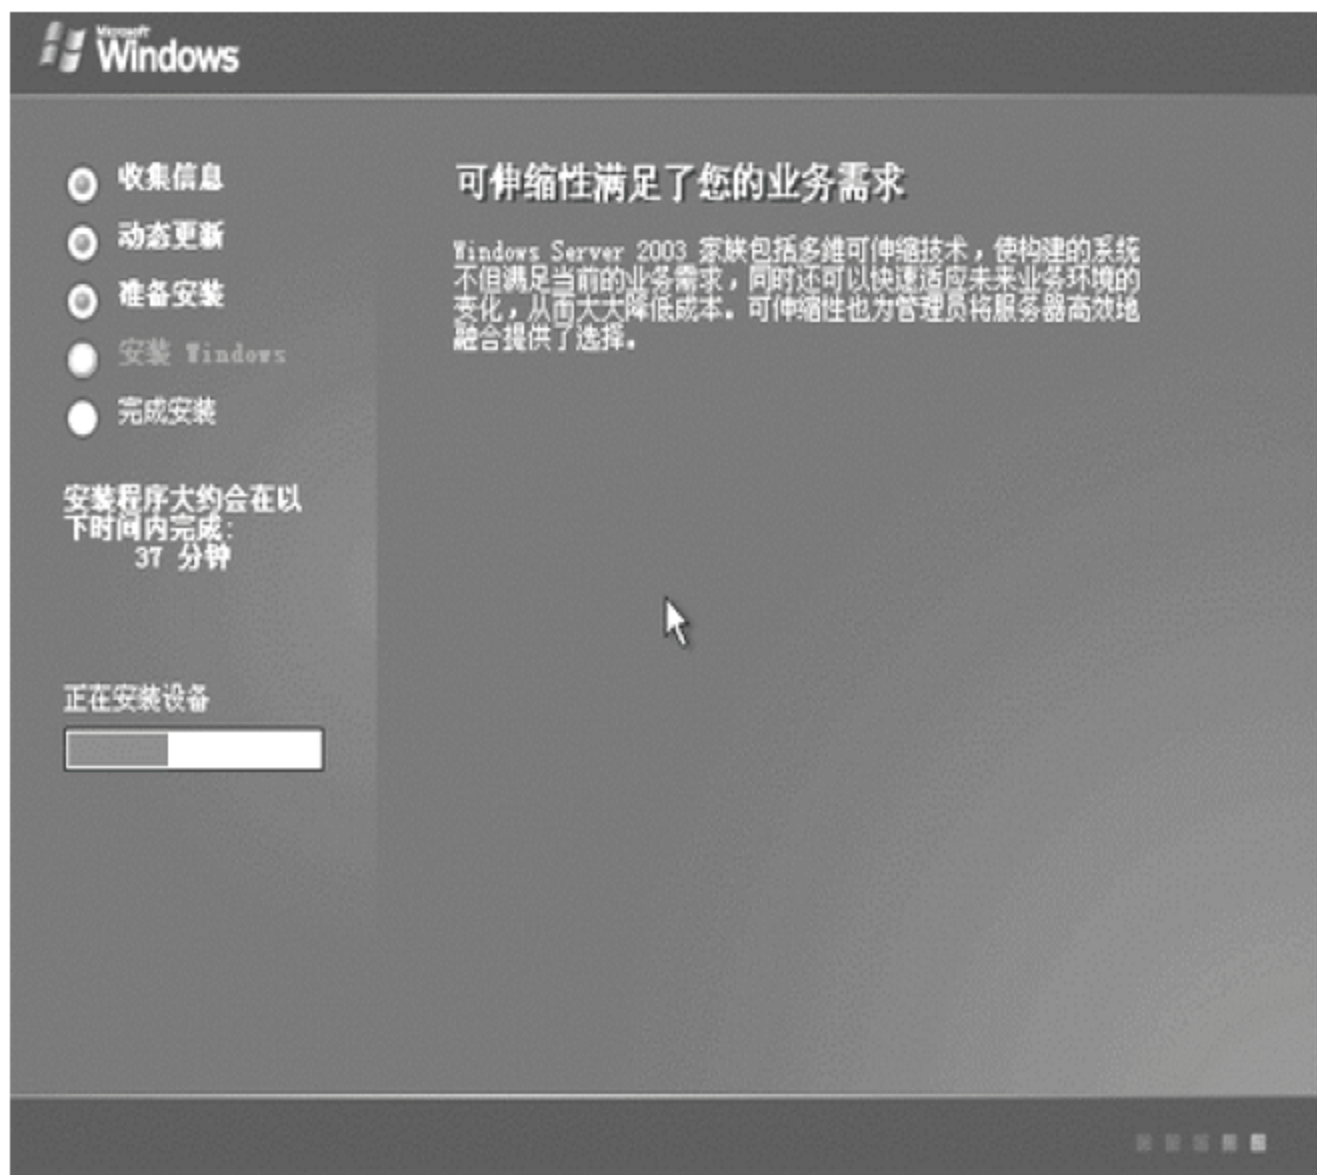 Microsoft
Windows
收集信息
动态更新
准备安装
安装 Windows
完成安装
安装程序大约会在以
下时间内完成:
37 分钟
正在安装设备
可伸缩性满足了您的业务需求
Windows Server 2003 家族包括多维可伸缩技术，使构建的系统
不但满足当前的业务需求，同时还可以快速适应未来业务环境的
变化，从而大大降低成本。可伸缩性也为管理员将服务器高效地
融合提供了选择。